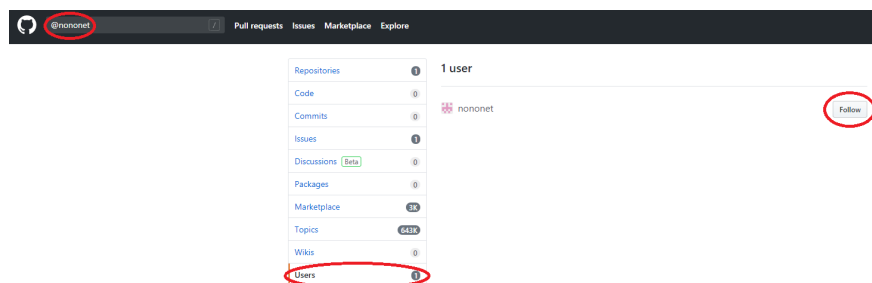 @nononet / Pull requests Issues Marketplace Explore
Repositories 1
Code 0
Commits 0
Issues 1
Discussions Beta 0
Packages 0
Marketplace 3K
Topics 643K
Wikis 0
Users 1
1 user
nononet Follow